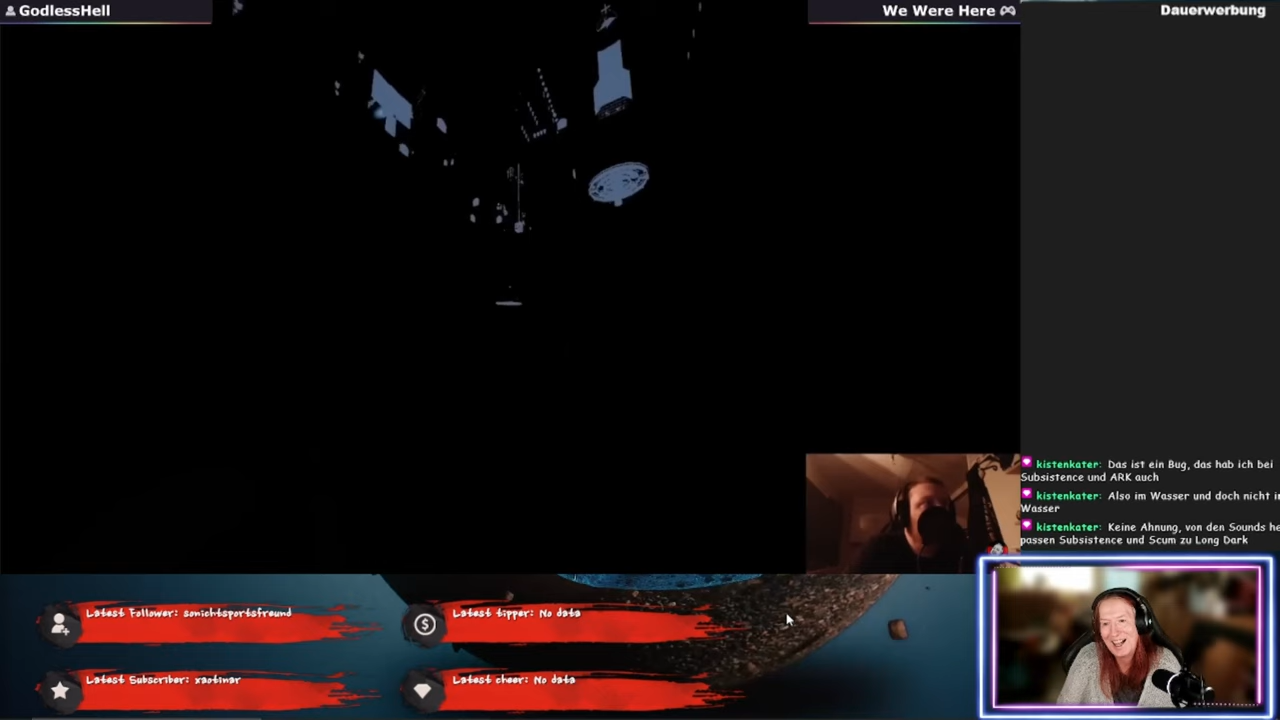 GodlessHell
We Were Here
Dauerwerbung
kistenkater: Das ist ein Bug, das hab ich bei
Subsistence und ARK auch
kistenkater: Also im Wasser und doch nicht i
Wasser
kistenkater: Keine Ahnung, von den Sounds he
passen Subsistence und Scum zu Long Dark
Latest Follower: sonichtsportsfreund
Latest tipper: No data
Latest Subscriber: xaotinar
Latest cheer: No data